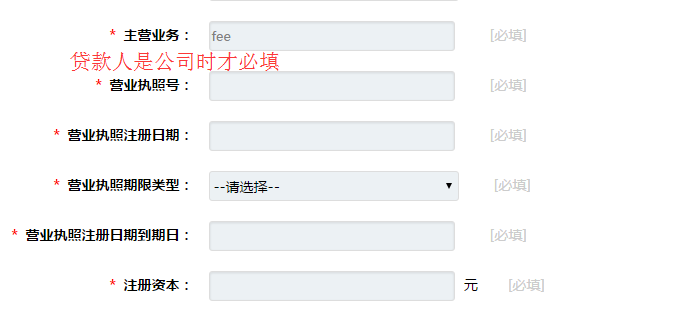 * 主营业务： fee [必填]
贷款人是公司时才必填
* 营业执照号： [必填]
* 营业执照注册日期： [必填]
* 营业执照期限类型： --请选择-- [必填]
* 营业执照注册日期到期日： [必填]
* 注册资本： 元 [必填]